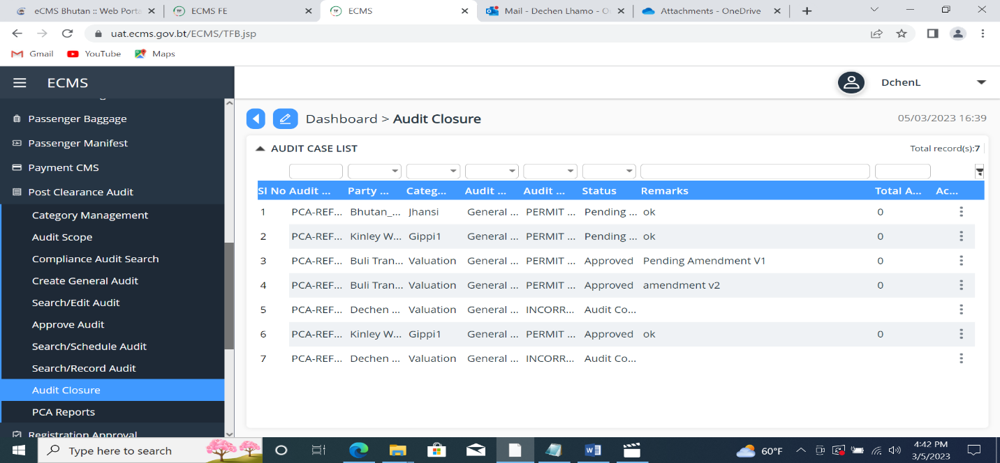 eCMS Bhutan :: Web Porta
ECMS FE
ECMS
Mail - Dechen Lhamo - O
Attachments - OneDrive
uat.ecms.gov.bt/ECMS/TFB.jsp
Gmail YouTube Maps
ECMS
DchenL
Passenger Baggage
Passenger Manifest
Payment CMS
Post Clearance Audit
Category Management
Audit Scope
Compliance Audit Search
Create General Audit
Search/Edit Audit
Approve Audit
Search/Schedule Audit
Search/Record Audit
Audit Closure
PCA Reports
Registration Approval
Dashboard > Audit Closure
05/03/2023 16:39
AUDIT CASE LIST
Total record(s):7
SI No Audit ... Party ... Categ... Audit ... Audit ... Status Remarks Total A... Ac...
1 PCA-REF... Bhutan_... Jhansi General ... PERMIT ... Pending ... ok 0
2 PCA-REF... Kinley W... Gippi1 General ... PERMIT ... Pending ... ok 0
3 PCA-REF... Buli Tran... Valuation General ... PERMIT ... Approved Pending Amendment V1 0
4 PCA-REF... Buli Tran... Valuation General ... PERMIT ... Approved amendment v2 0
5 PCA-REF... Dechen ... Valuation General ... INCORR... Audit Co...
6 PCA-REF... Kinley W... Gippi1 General ... PERMIT ... Approved ok 0
7 PCA-REF... Dechen ... Valuation General ... INCORR... Audit Co...
Type here to search
60°F
4:42 PM
3/5/2023